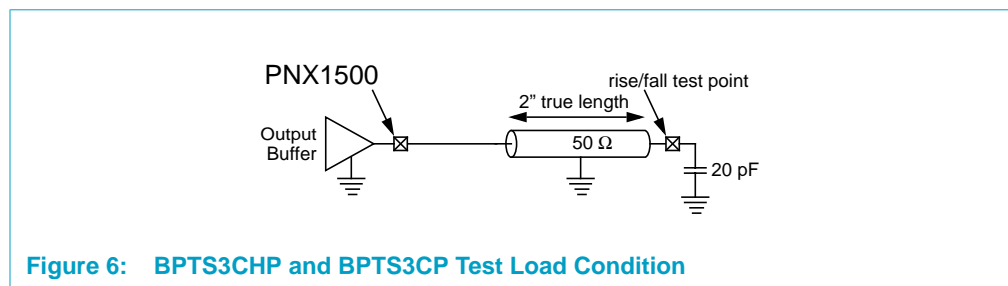 PNX1500
rise/fall test point
2” true length
Output
Buffer
50 Ω
20 pF
Figure 6: BPTS3CHP and BPTS3CP Test Load Condition